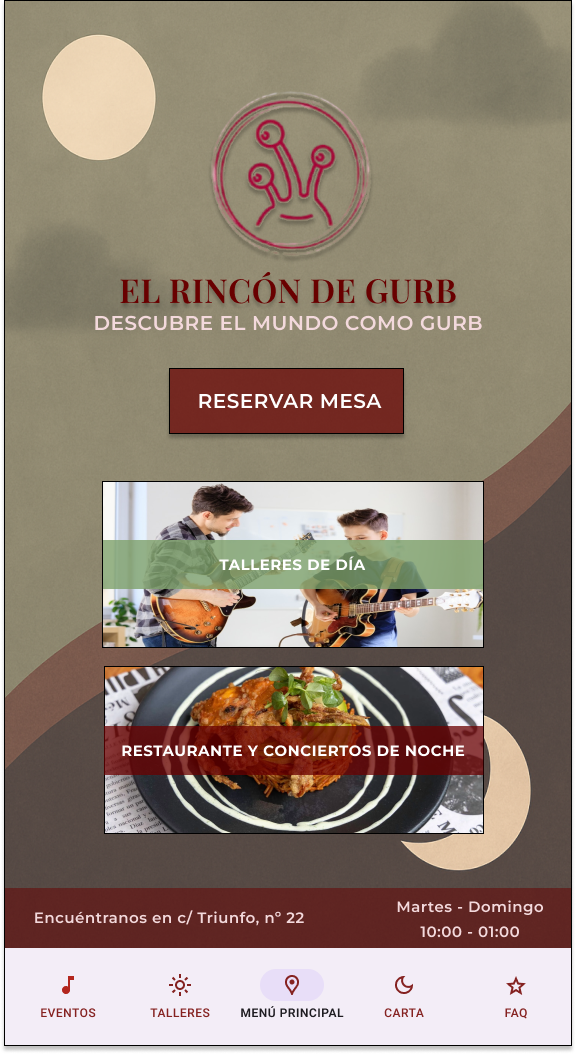 EL RINCÓN DE GURB
DESCUBRE EL MUNDO COMO GURB
RESERVAR MESA
TALLERES DE DÍA
RESTAURANTE Y CONCIERTOS DE NOCHE
Encuéntranos en c/ Triunfo, nº 22
Martes - Domingo
10:00 - 01:00
EVENTOS
TALLERES
MENÚ PRINCIPAL
CARTA
FAQ